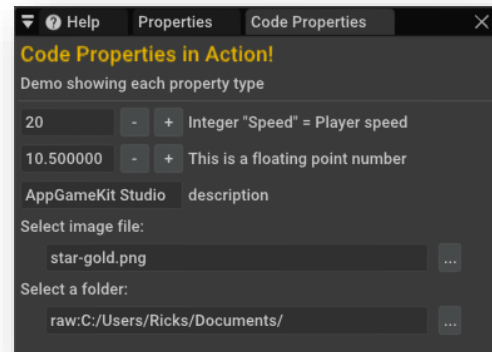 Help Properties Code Properties
Code Properties in Action!
Demo showing each property type
20 - + Integer "Speed" = Player speed
10.500000 - + This is a floating point number
AppGameKit Studio description
Select image file:
star-gold.png ...
Select a folder:
raw:C:/Users/Ricks/Documents/ ...